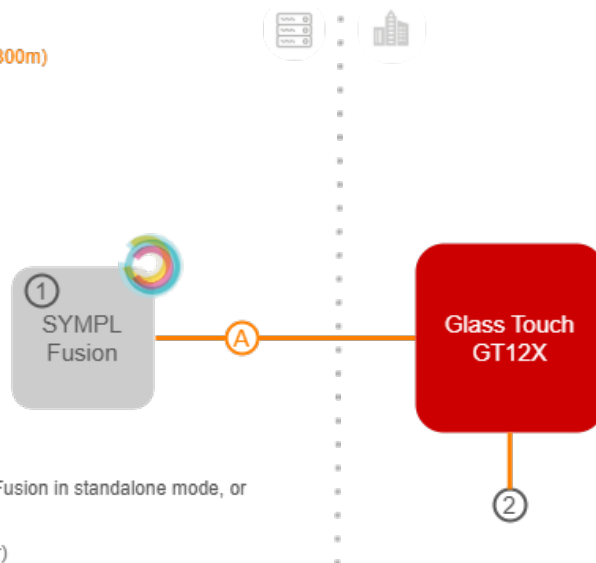 300m)
1
SYMPL
Fusion
A
Glass Touch
GT12X
Fusion in standalone mode, or
2
)